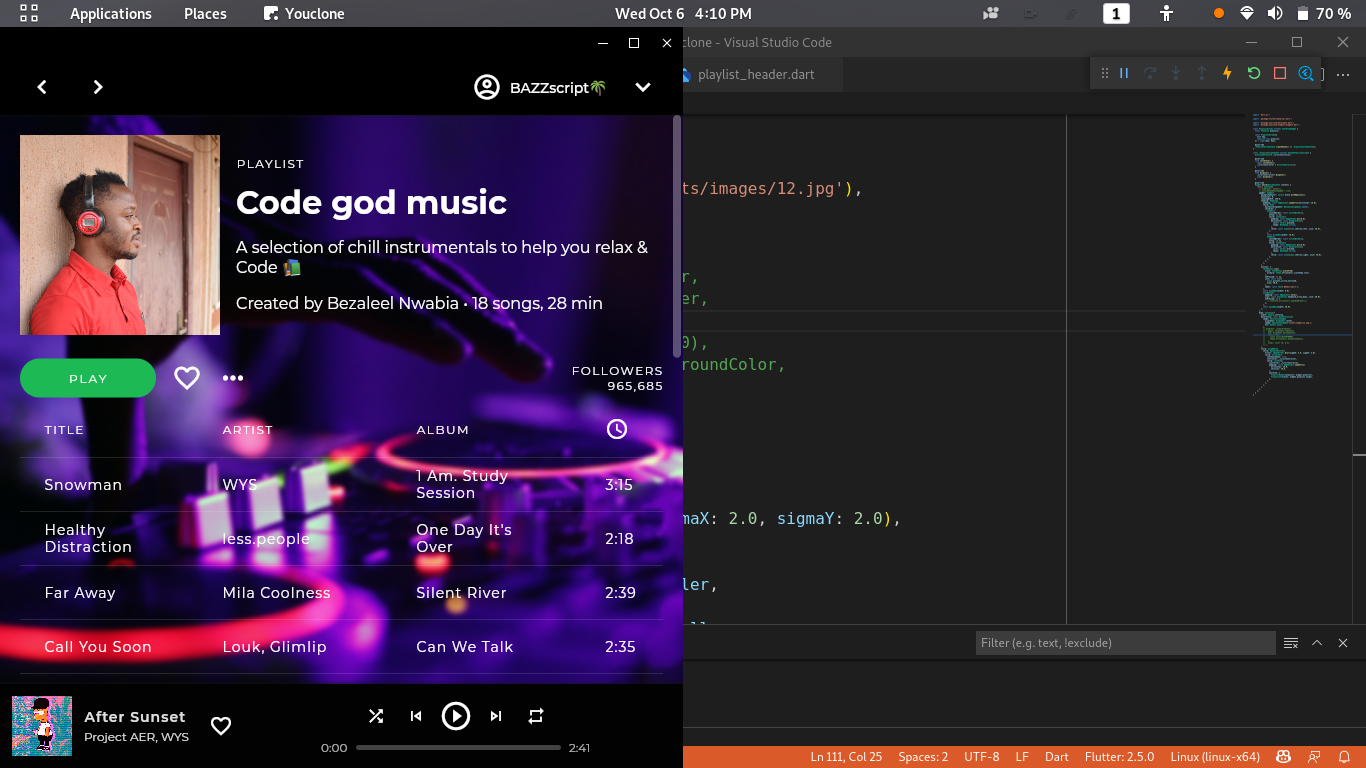 Applications Places Youclone Wed Oct 6 4:10 PM 1 70 %
clone - Visual Studio Code
playlist_header.dart
BAZZscript🌴
PLAYLIST
Code god music
A selection of chill instrumentals to help you relax &
Code 📚
Created by Bezaleel Nwabia • 18 songs, 28 min
PLAY
FOLLOWERS
965,685
TITLE ARTIST ALBUM
Snowman WYS 1 Am. Study Session 3:15
Healthy Distraction less.people One Day It's Over 2:18
Far Away Mila Coolness Silent River 2:39
Call You Soon Louk, Glimlip Can We Talk 2:35
After Sunset
Project AER, WYS
0:00 2:41
ts/images/12.jpg'),
r,
er,
0),
roundColor,
maX: 2.0, sigmaY: 2.0),
ler,
Filter (e.g. text, !exclude)
Ln 111, Col 25 Spaces: 2 UTF-8 LF Dart Flutter: 2.5.0 Linux (linux-x64)